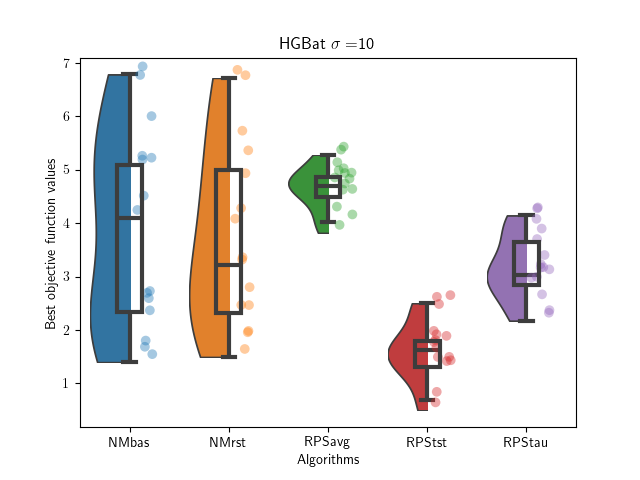 HGBat σ =10
7
6
5
4
3
2
1
Best objective function values
NMbas NMrst RPSavg RPStst RPStau
Algorithms